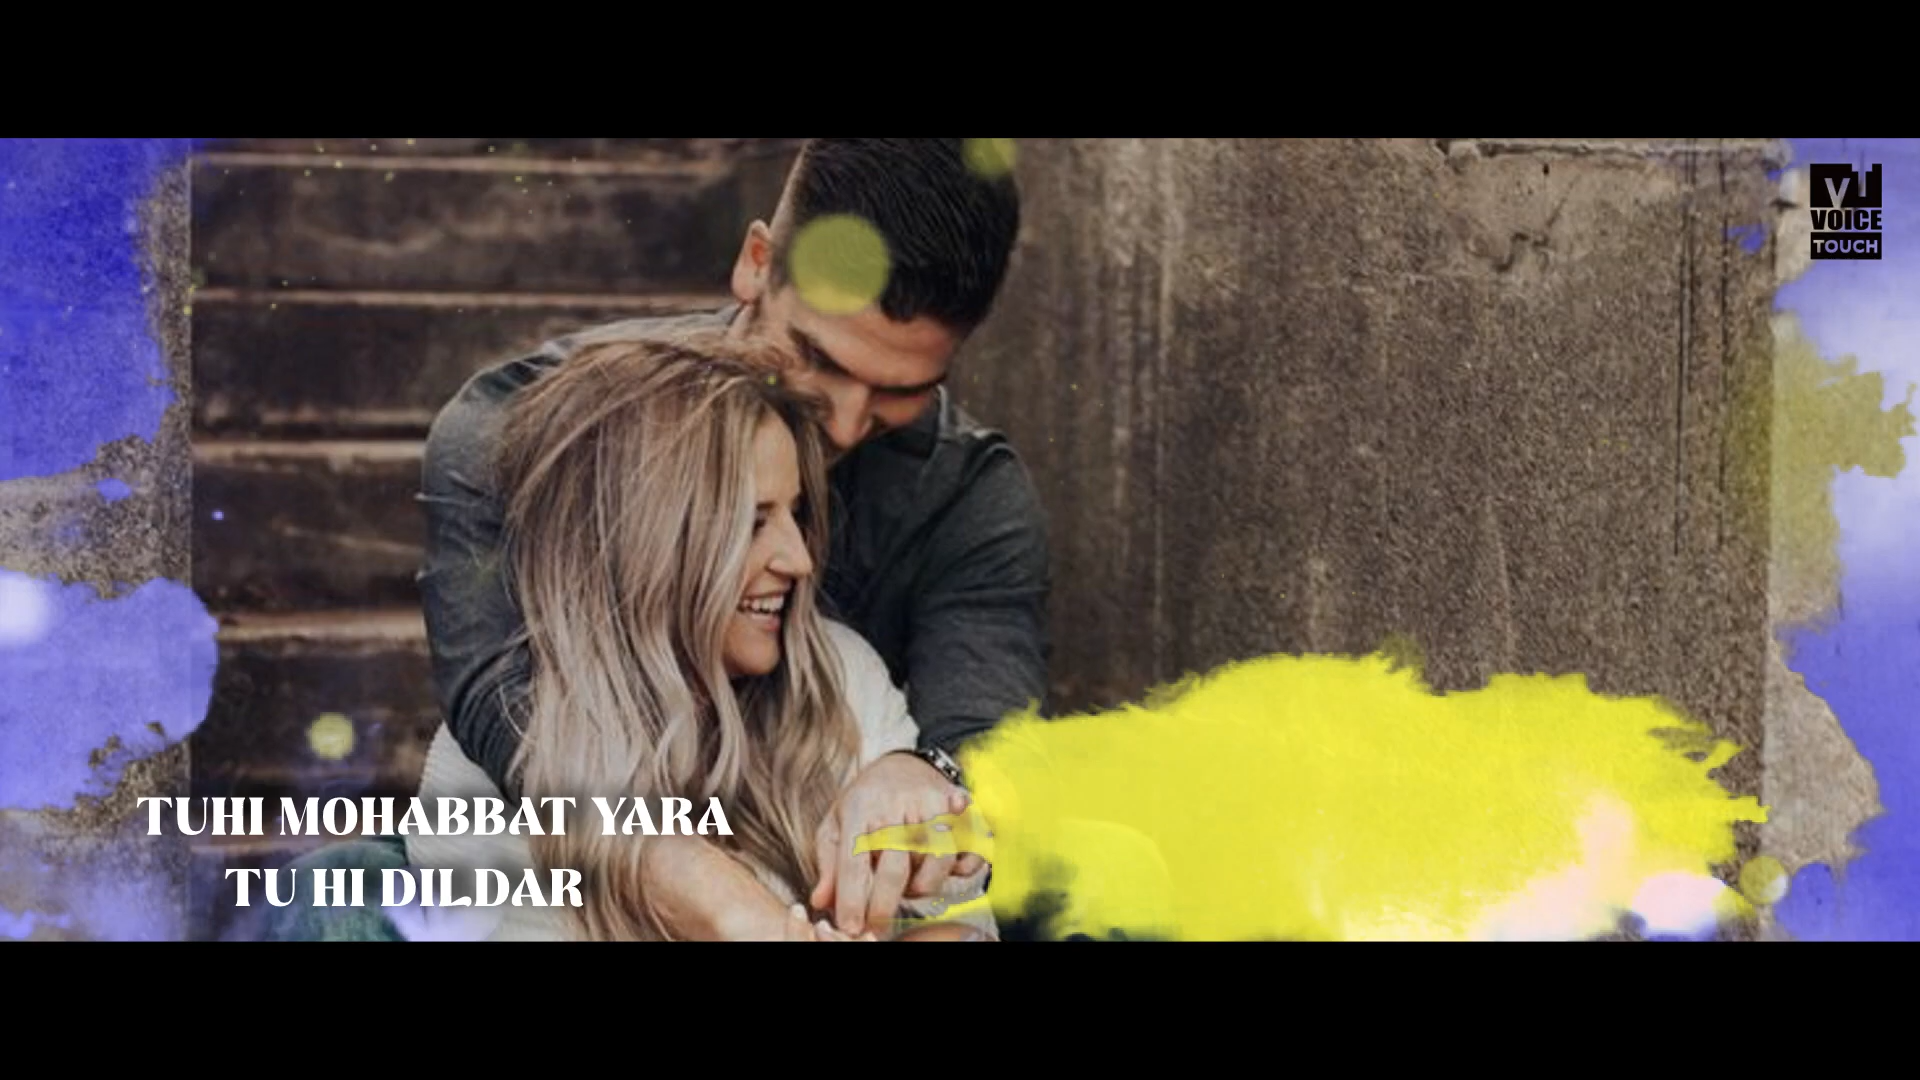 VT
VOICE
TOUCH
TUHI MOHABBAT YARA
TU HI DILDAR